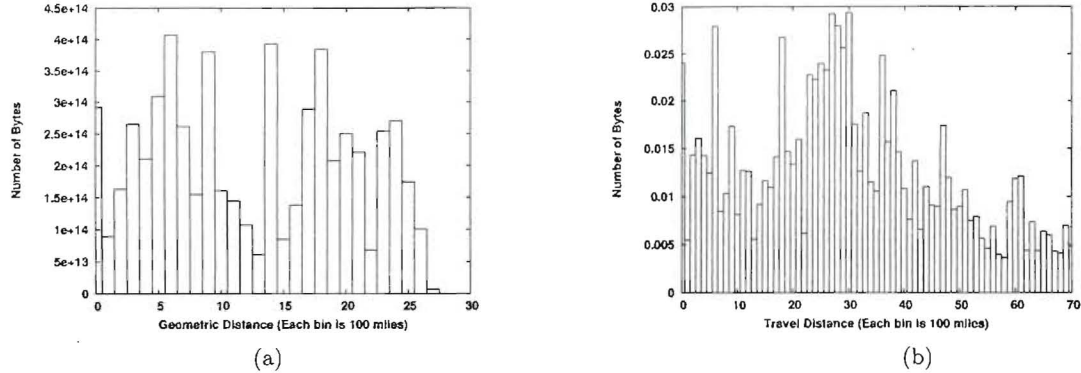 4.5e+14
4e+14
3.5e+14
3e+14
2.5e+14
2e+14
1.5e+14
1e+14
5e+13
0
Number of Bytes
0 5 10 15 20 25 30
Geometric Distance (Each bin is 100 miles)
(a)
0.03
0.025
0.02
0.015
0.01
0.005
0
Number of Bytes
0 10 20 30 40 50 60 70
Travel Distance (Each bin is 100 miles)
(b)